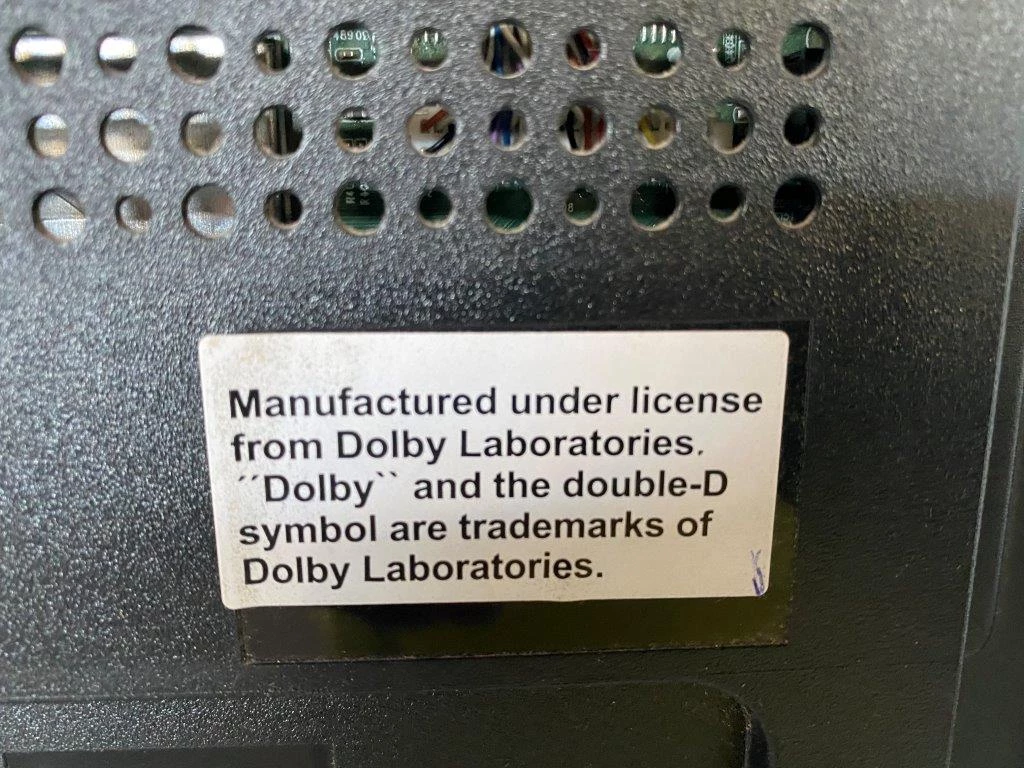 Manufactured under license
from Dolby Laboratories.
´´Dolby`` and the double-D
symbol are trademarks of
Dolby Laboratories.